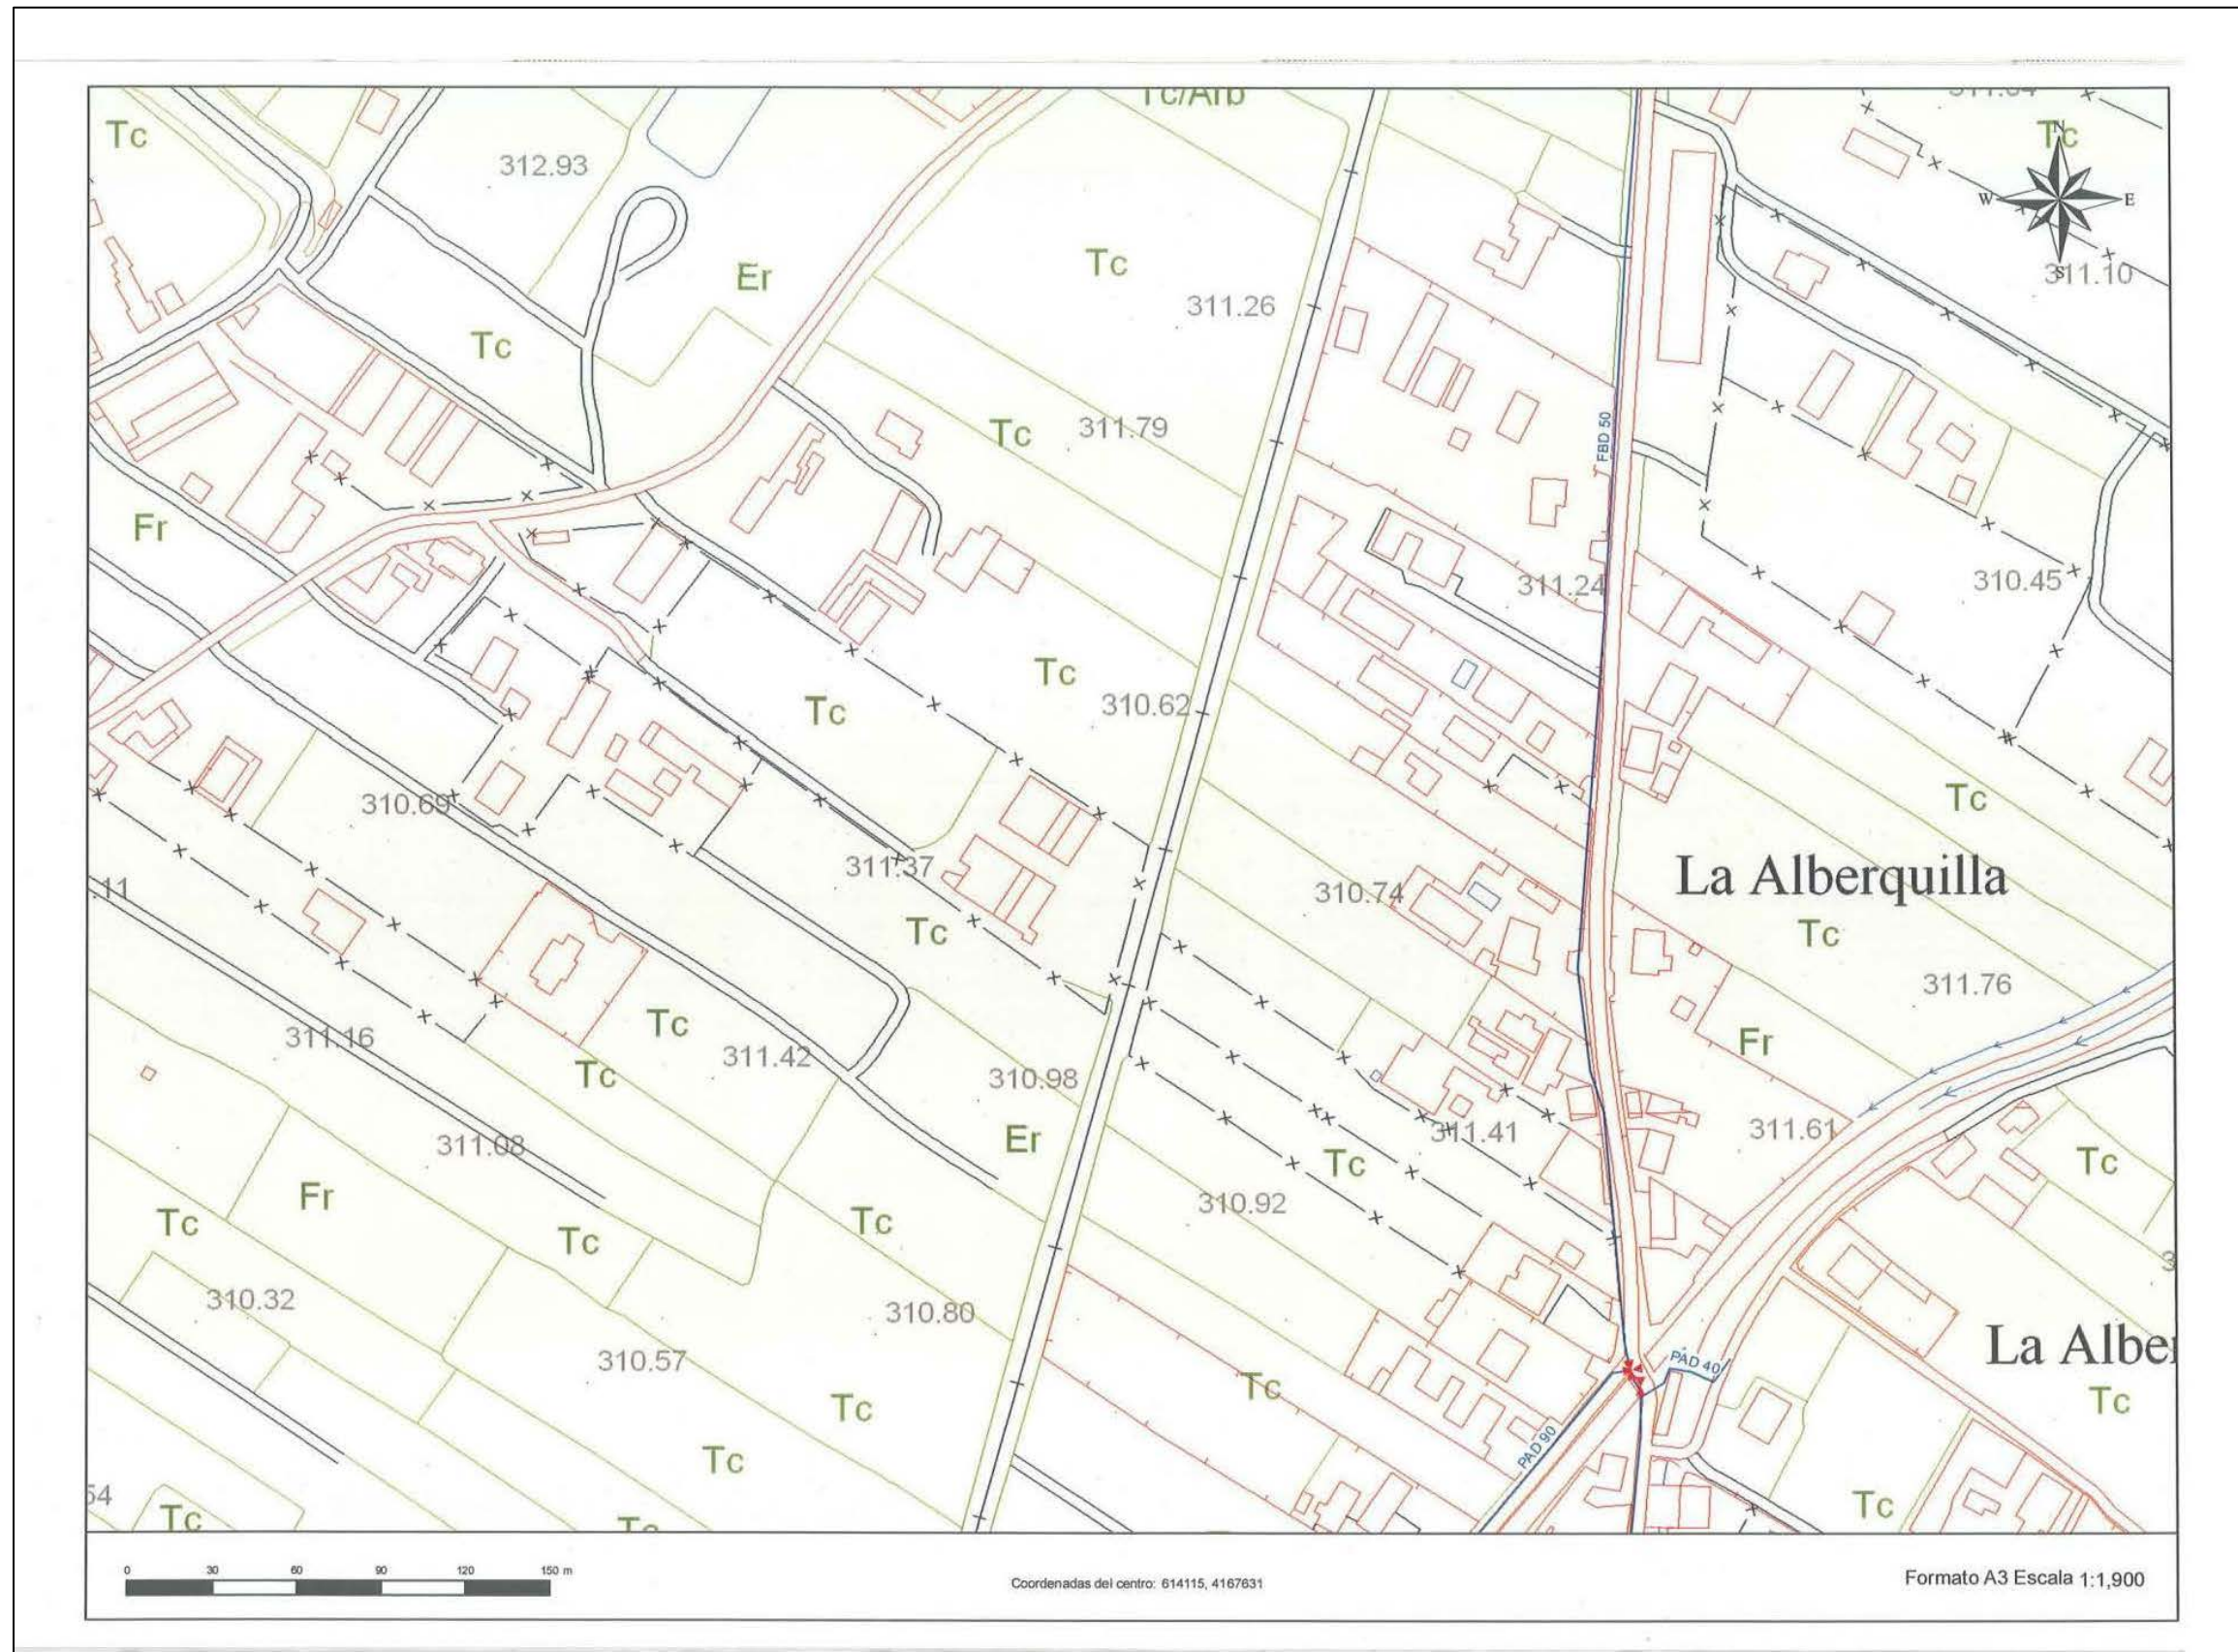 Tc/Arb
Tc
N
Tc
W
E
S
312.93
Er
Tc
311.26
311.10
Tc
Tc
311.79
FBD 50
Fr
311.24
310.45
Tc
310.62
Tc
310.69
Tc
311.37
310.74
La Alberquilla
Tc
.11
Tc
311.76
311.16
Tc
311.42
Tc
310.98
Fr
311.08
Er
311.41
311.61
Tc
Tc
Fr
Tc
Tc
Tc
310.92
310.32
310.80
310.57
La Alber
PAD 40
Tc
Tc
Tc
Tc
PAD 90
54
Tc
Tc
0 30 60 90 120 150 m
Coordenadas del centro: 614115, 4167631
Formato A3 Escala 1:1,900